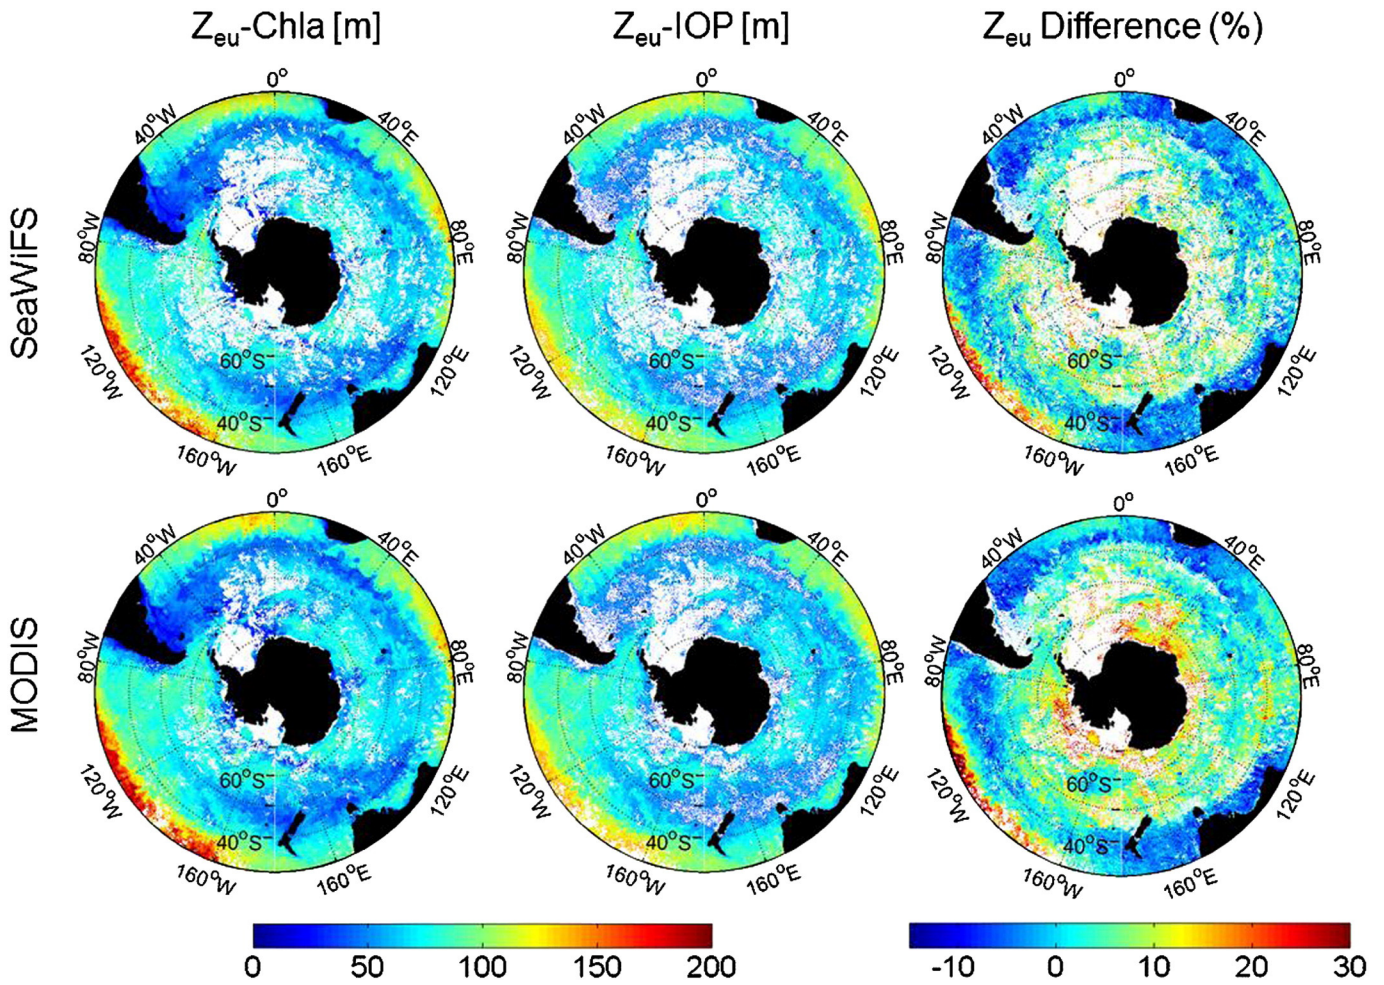 Zeu-Chla [m] Zeu-IOP [m] Zeu Difference (%)
SeaWiFS
0° 0° 0°
40°W 40°E 40°W 40°E 40°W 40°E
80°W 80°E 80°W 80°E 80°W 80°E
120°W 60°S 120°E 120°W 60°S 120°E 120°W 60°S 120°E
40°S 40°S 40°S
160°W 160°E 160°W 160°E 160°W 160°E
MODIS
0° 0° 0°
40°W 40°E 40°W 40°E 40°W 40°E
80°W 80°E 80°W 80°E 80°W 80°E
120°W 60°S 120°E 120°W 60°S 120°E 120°W 60°S 120°E
40°S 40°S 40°S
160°W 160°E 160°W 160°E 160°W 160°E
0 50 100 150 200 -10 0 10 20 30